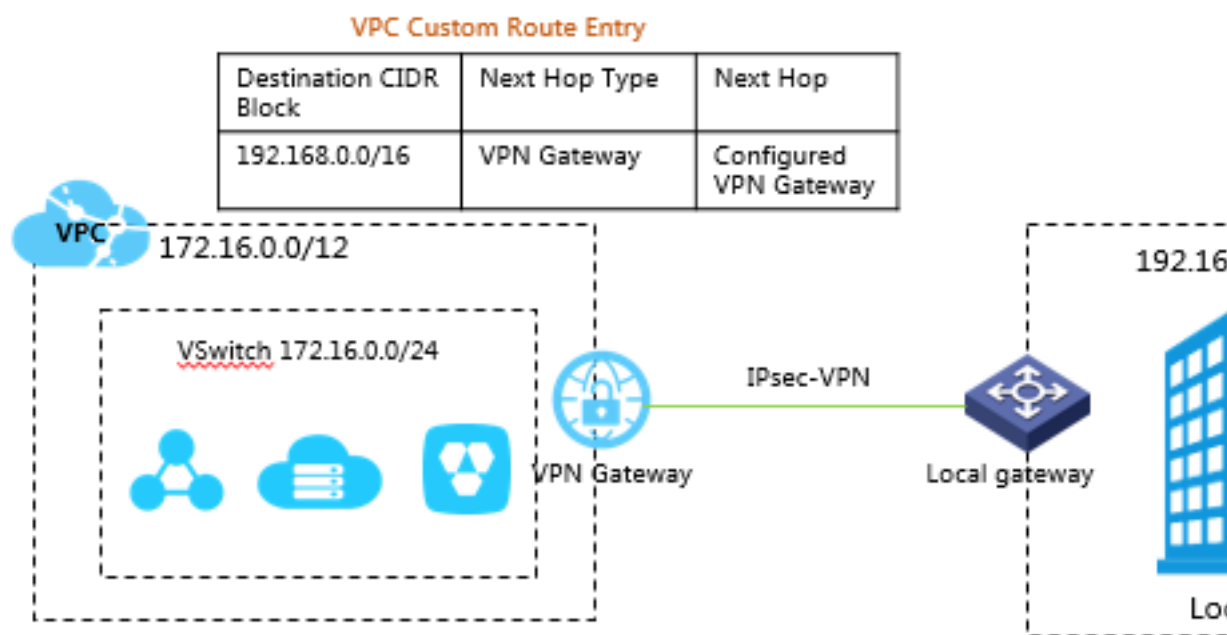 VPC Custom Route Entry
Destination CIDR Block
Next Hop Type
Next Hop
192.168.0.0/16
VPN Gateway
Configured VPN Gateway
VPC
172.16.0.0/12
192.16
VSwitch 172.16.0.0/24
IPsec-VPN
VPN Gateway
Local gateway